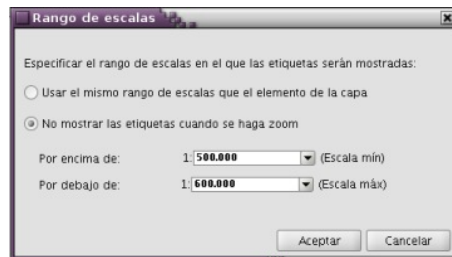 Rango de escalas
Especificar el rango de escalas en el que las etiquetas serán mostradas:
Usar el mismo rango de escalas que el elemento de la capa
No mostrar las etiquetas cuando se haga zoom
Por encima de: 1: 500.000 (Escala mín)
Por debajo de: 1: 600.000 (Escala máx)
Aceptar Cancelar